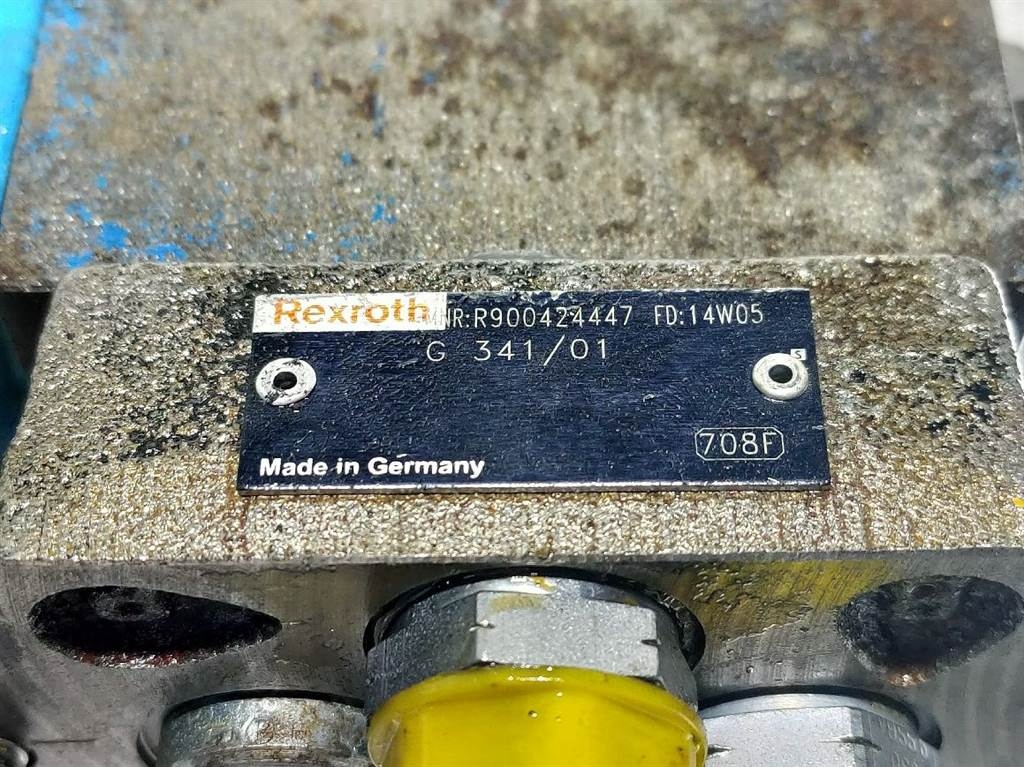 Rexroth MNR:R900424447 FD:14W05
G 341/01
S
708F
Made in Germany